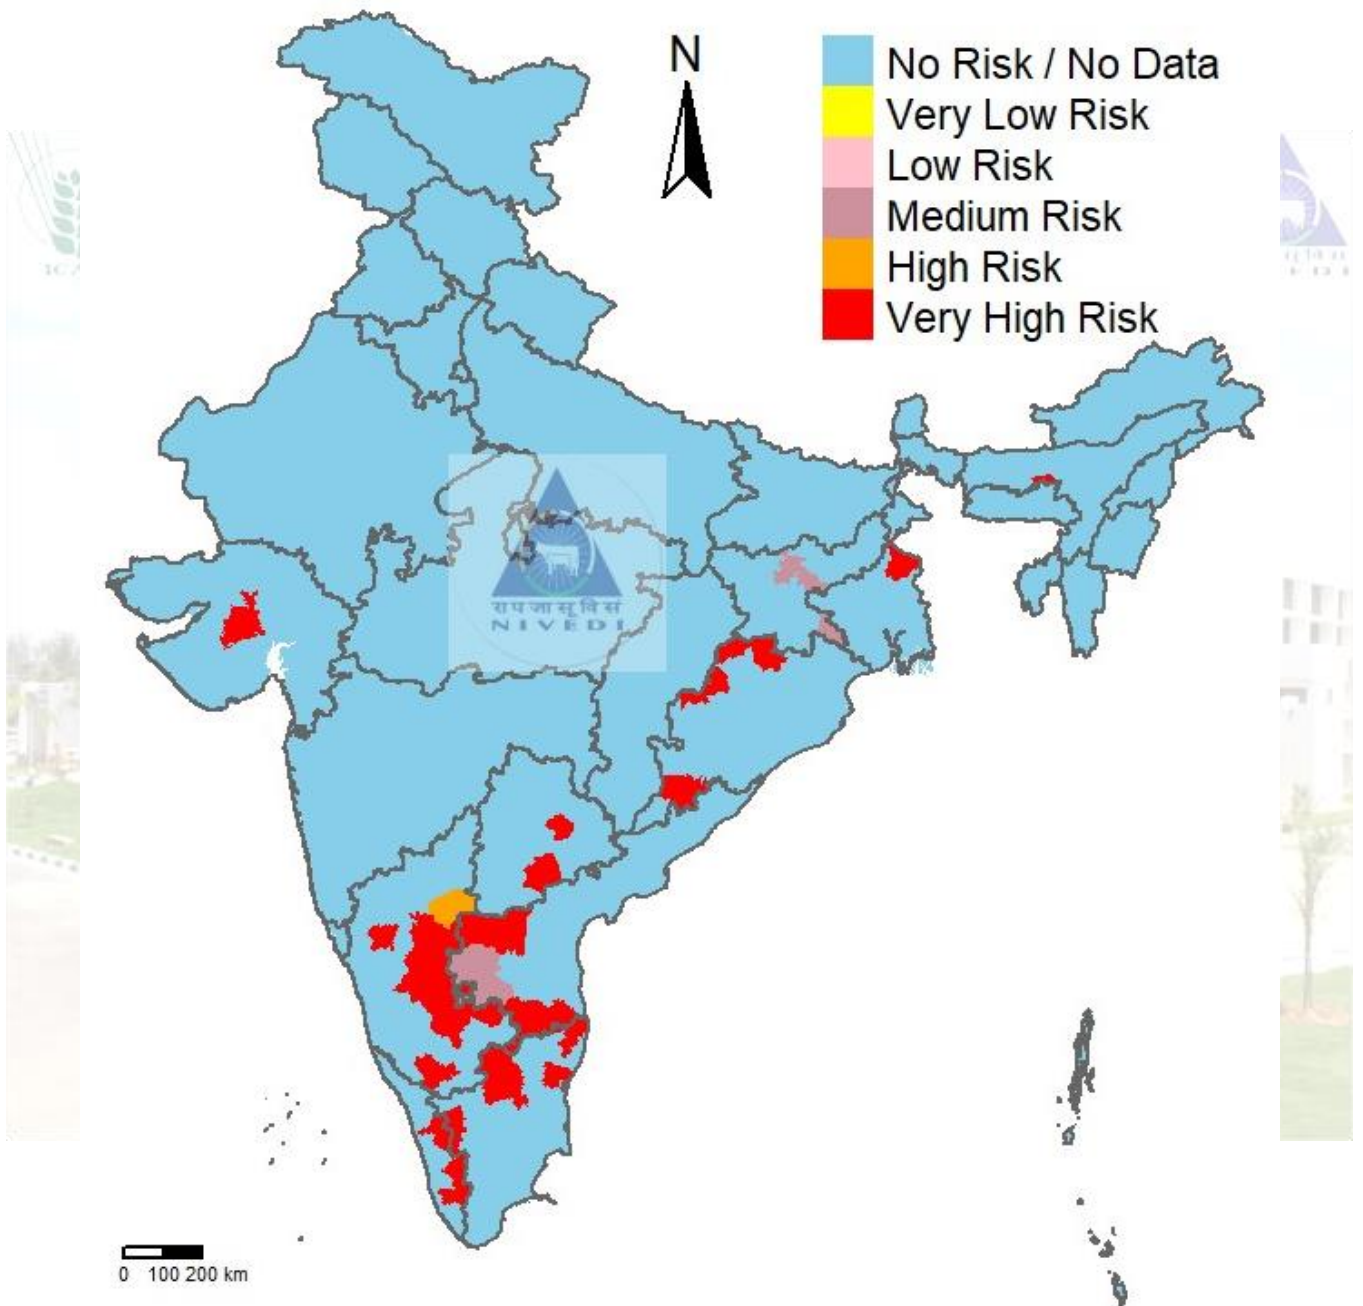 N
No Risk / No Data
Very Low Risk
Low Risk
Medium Risk
High Risk
Very High Risk
रापजासूविसं
NIVEDI
0 100 200 km